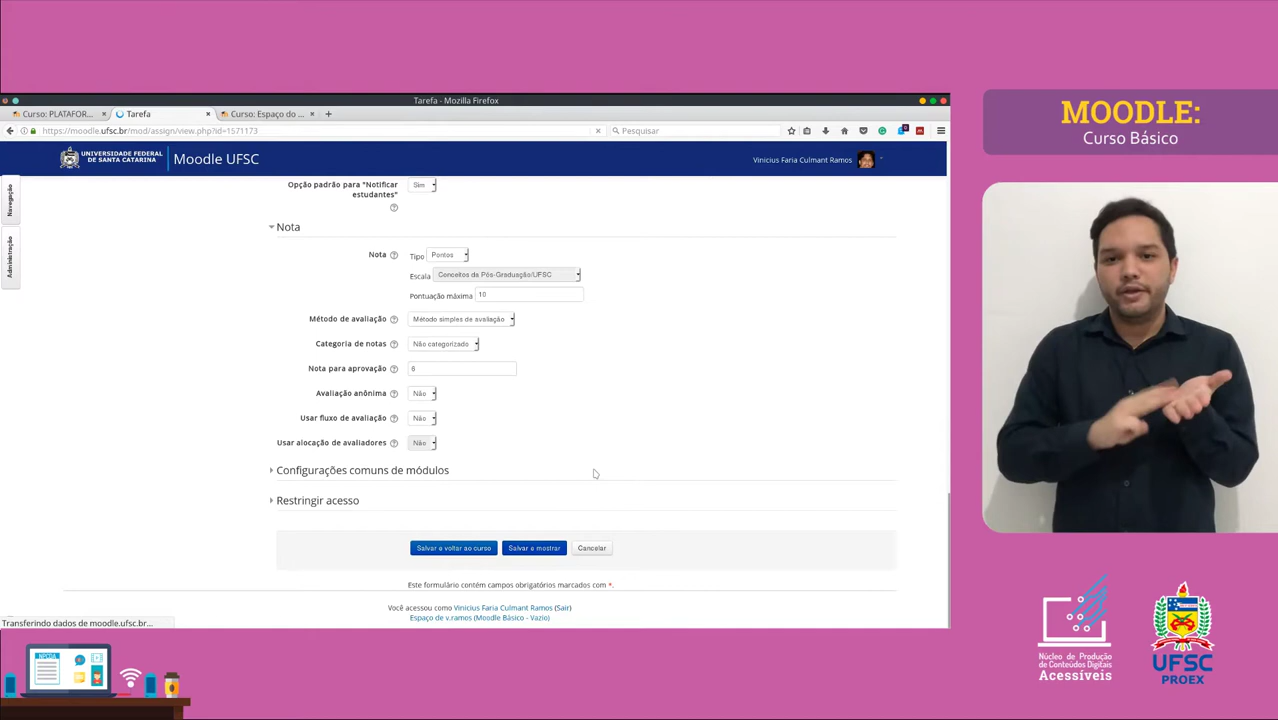 Tarefa - Mozilla Firefox
Curso: PLATAFOR... × Tarefa × Curso: Espaço do ... × +
https://moodle.ufsc.br/mod/assign/view.php?id=1571173 × Pesquisar
UNIVERSIDADE FEDERAL
DE SANTA CATARINA
Moodle UFSC
Vinicius Faria Culmant Ramos
Navegação
Administração
Opção padrão para "Notificar
estudantes"
Sim
Nota
Nota Tipo Pontos
Escala Conceitos da Pós-Graduação/UFSC
Pontuação máxima 10
Método de avaliação Método simples de avaliação
Categoria de notas Não categorizado
Nota para aprovação 6
Avaliação anônima Não
Usar fluxo de avaliação Não
Usar alocação de avaliadores Não
Configurações comuns de módulos
Restringir acesso
Salvar e voltar ao curso Salvar e mostrar Cancelar
Este formulário contém campos obrigatórios marcados com *.
Você acessou como Vinicius Faria Culmant Ramos (Sair)
Espaço de v.ramos (Moodle Básico - Vazio)
Transferindo dados de moodle.ufsc.br...
MOODLE:
Curso Básico
Núcleo de Produção
de Conteúdos Digitais
Acessíveis
UFSC
PROEX